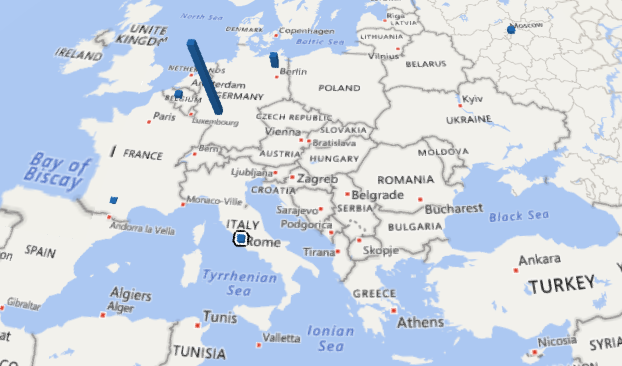 North Sea
UNITED
KINGDOM
IRELAND
DENMARK
Copenhagen
Baltic Sea
Riga
LATVIA
LITHUANIA
Vilnius
Moscow
BELARUS
NETHERLANDS
Amsterdam
Berlin
GERMANY
POLAND
BELGIUM
Luxembourg
Paris
CZECH REPUBLIC
Kyiv
UKRAINE
SLOVAKIA
Vienna
Bratislava
MOLDOVA
FRANCE
Bern
AUSTRIA
HUNGARY
Bay of
Biscay
Ljubljana
Zagreb
ROMANIA
CROATIA
Monaco-Ville
Belgrade
Bucharest
Andorra la Vella
Sarajevo
SERBIA
Black Sea
ITALY
Rome
Podgorica
BULGARIA
SPAIN
Tirana
Skopje
Tyrrhenian
Sea
Ankara
TURKEY
GREECE
Algiers
Alger
Gibraltar
Tunis
Ionian
Sea
Athens
Valletta
Nicosia
TUNISIA
SYRIA